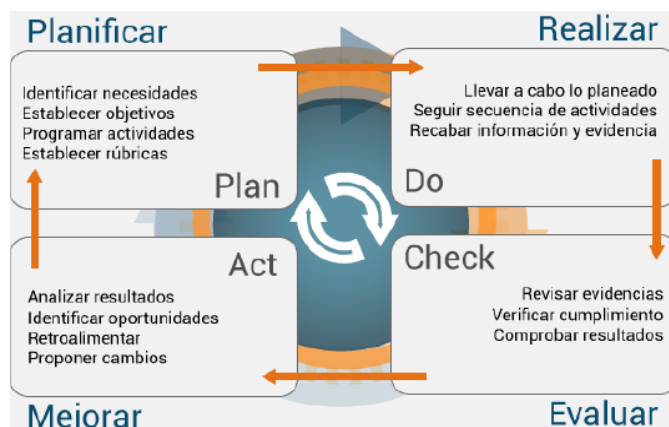 Planificar
Identificar necesidades
Establecer objetivos
Programar actividades
Establecer rúbricas
Plan
Realizar
Llevar a cabo lo planeado
Seguir secuencia de actividades
Recabar información y evidencia
Do
Act
Analizar resultados
Identificar oportunidades
Retroalimentar
Proponer cambios
Mejorar
Check
Revisar evidencias
Verificar cumplimiento
Comprobar resultados
Evaluar